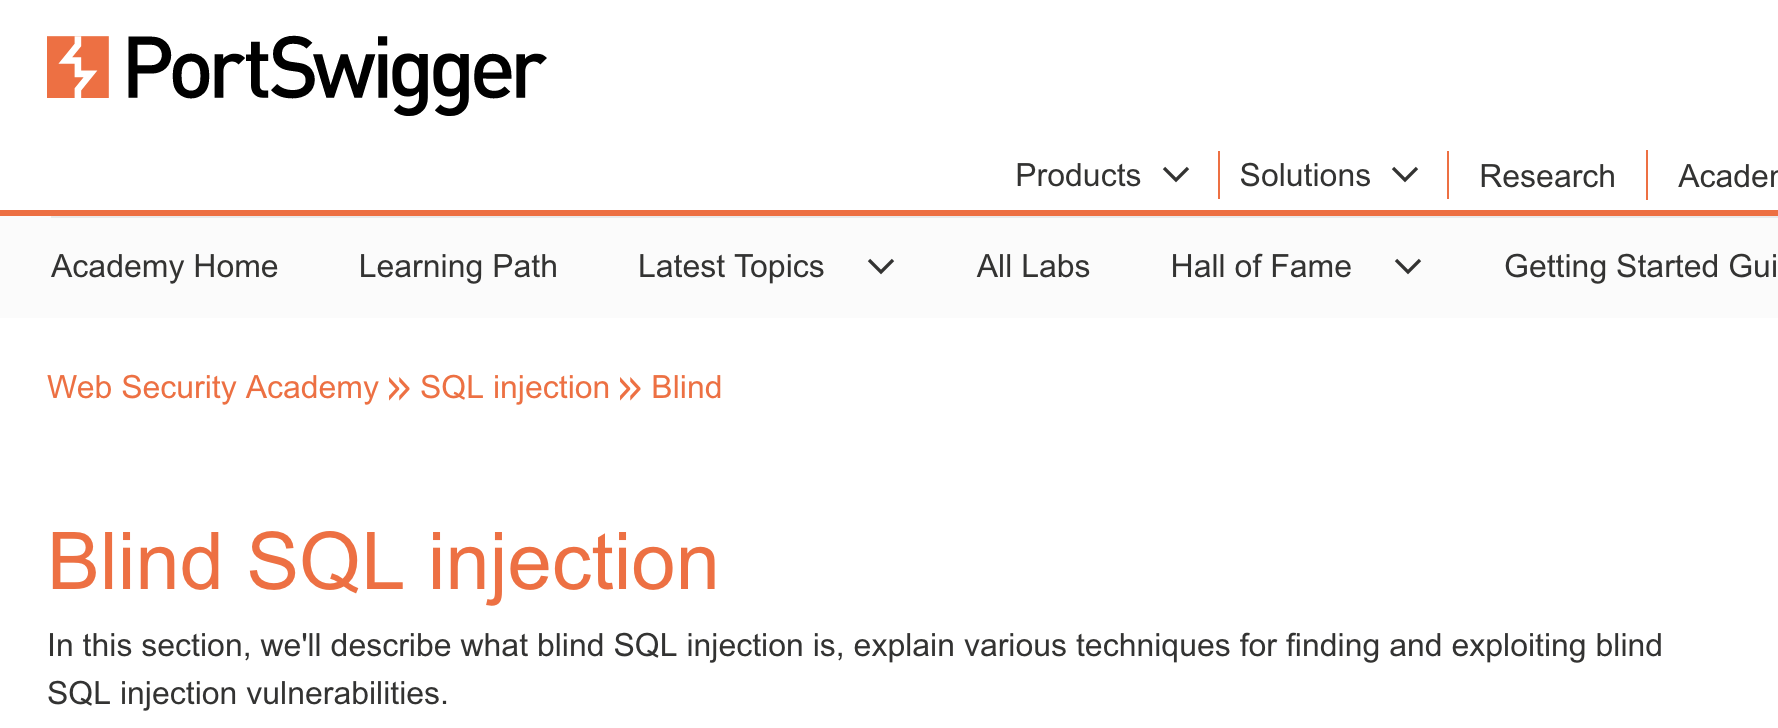 PortSwigger
Products
Solutions
Research
Academy Home
Learning Path
Latest Topics
All Labs
Hall of Fame
Getting Started
Web Security Academy » SQL injection » Blind
Blind SQL injection
In this section, we'll describe what blind SQL injection is, explain various techniques for finding and exploiting blind
SQL injection vulnerabilities.